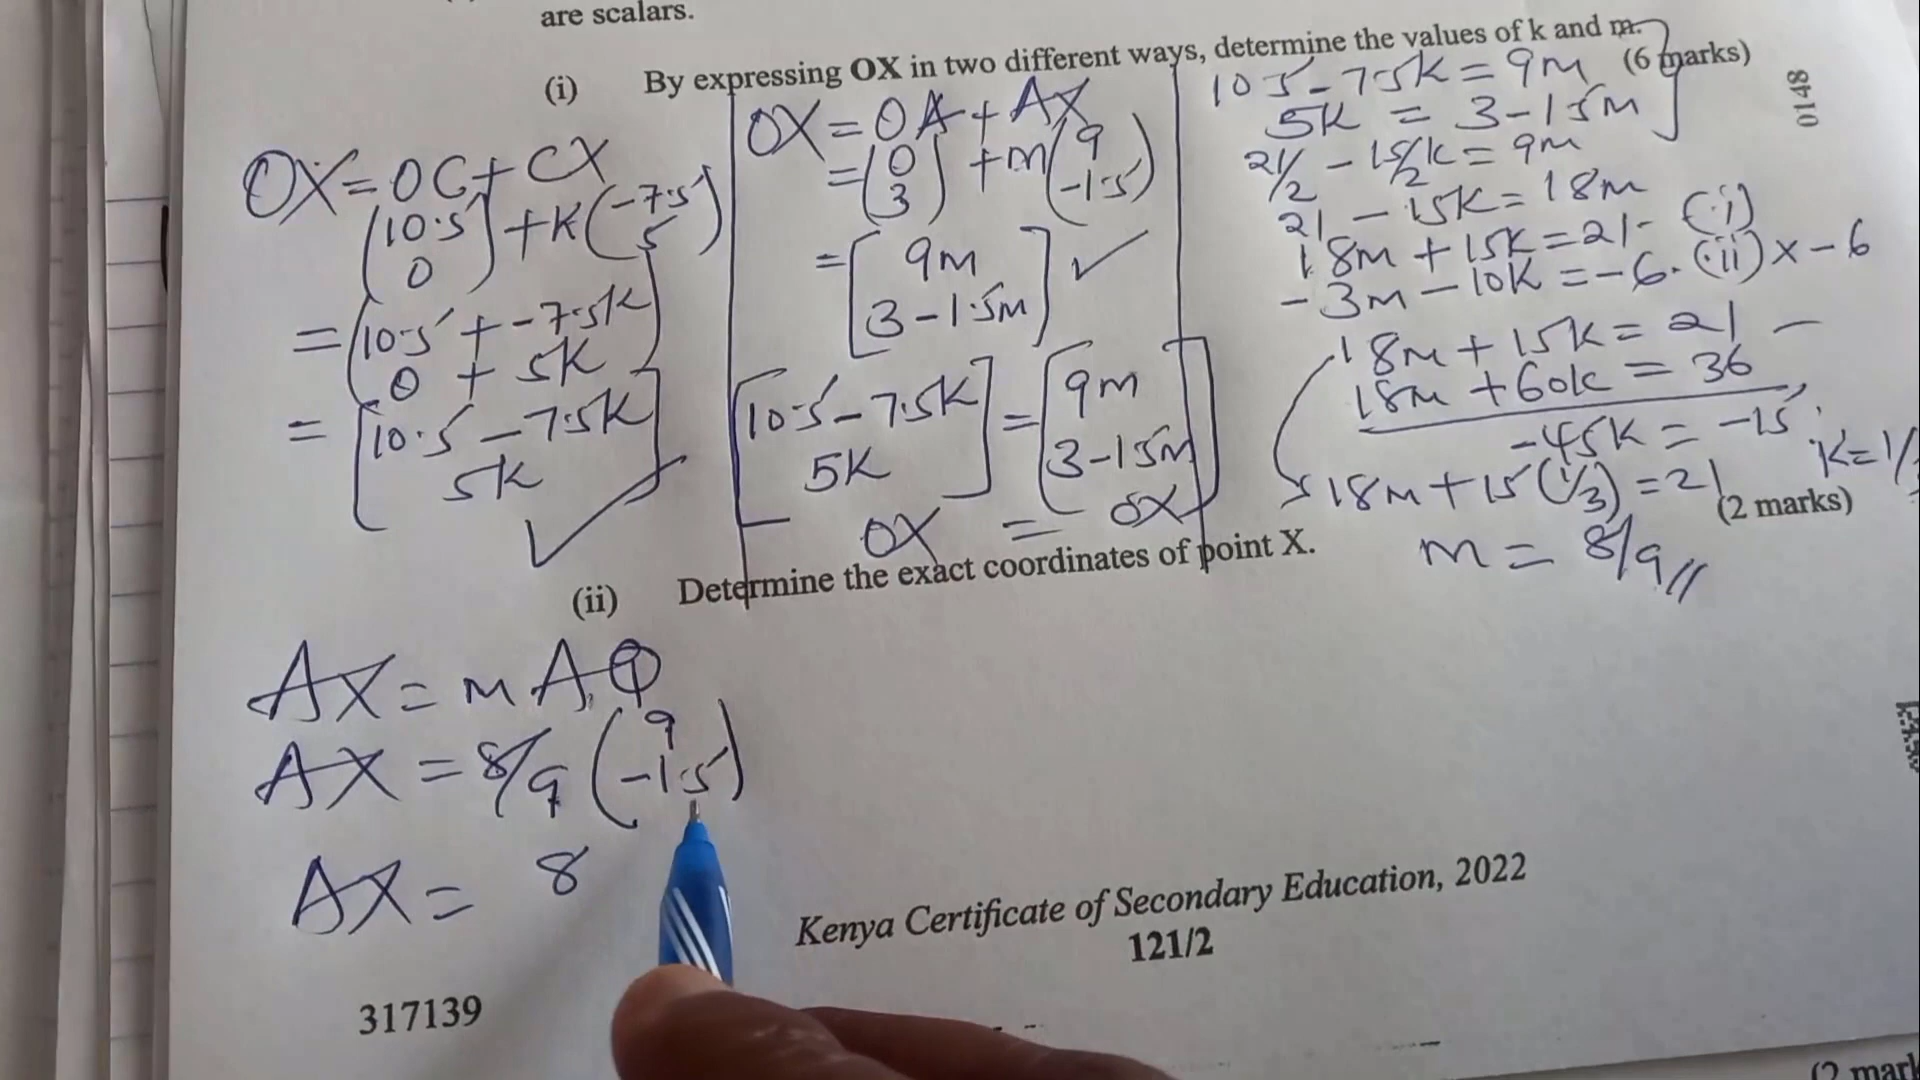 are scalars.
(i) By expressing OX in two different ways, determine the values of k and m.
(6 marks)
0148
OX = OC + CX
(10.5 0) + K(-7.5 5)
= (10.5 + -7.5K
0 + 5K)
= [10.5 - 7.5K
5K]
OX = OA + AX
= (0 3) + m(9 -1.5)
= [9m
3 - 1.5m] ✓
[10.5 - 7.5K 5K] = [9m 3 - 1.5m]
OX = OX
10.5 - 7.5K = 9m
5K = 3 - 1.5m
21/2 - 15/2 K = 9m
21 - 15K = 18m
18m + 15K = 21 - (i)
-3m - 10K = -6. (ii) x -6
18m + 15K = 21 -
18m + 60K = 36
-45K = -15
18m + 15(1/3) = 21
m = 8/9
(2 marks)
(ii) Determine the exact coordinates of point X.
AX = m AQ
AX = 8/9 (9 -1.5)
AX = 8
Kenya Certificate of Secondary Education, 2022
121/2
317139